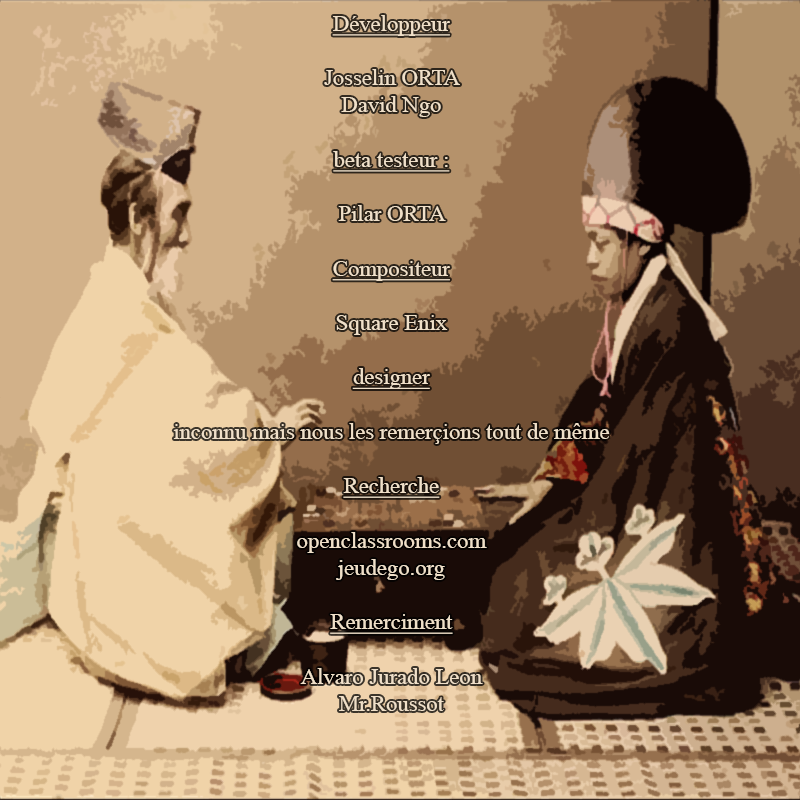 Développeur
Josselin ORTA
David Ngo
beta testeur :
Pilar ORTA
Compositeur
Square Enix
designer
inconnu mais nous les remerçions tout de même
Recherche
openclassrooms.com
jeudego.org
Remerciment
Alvaro Jurado Leon
Mr.Roussot